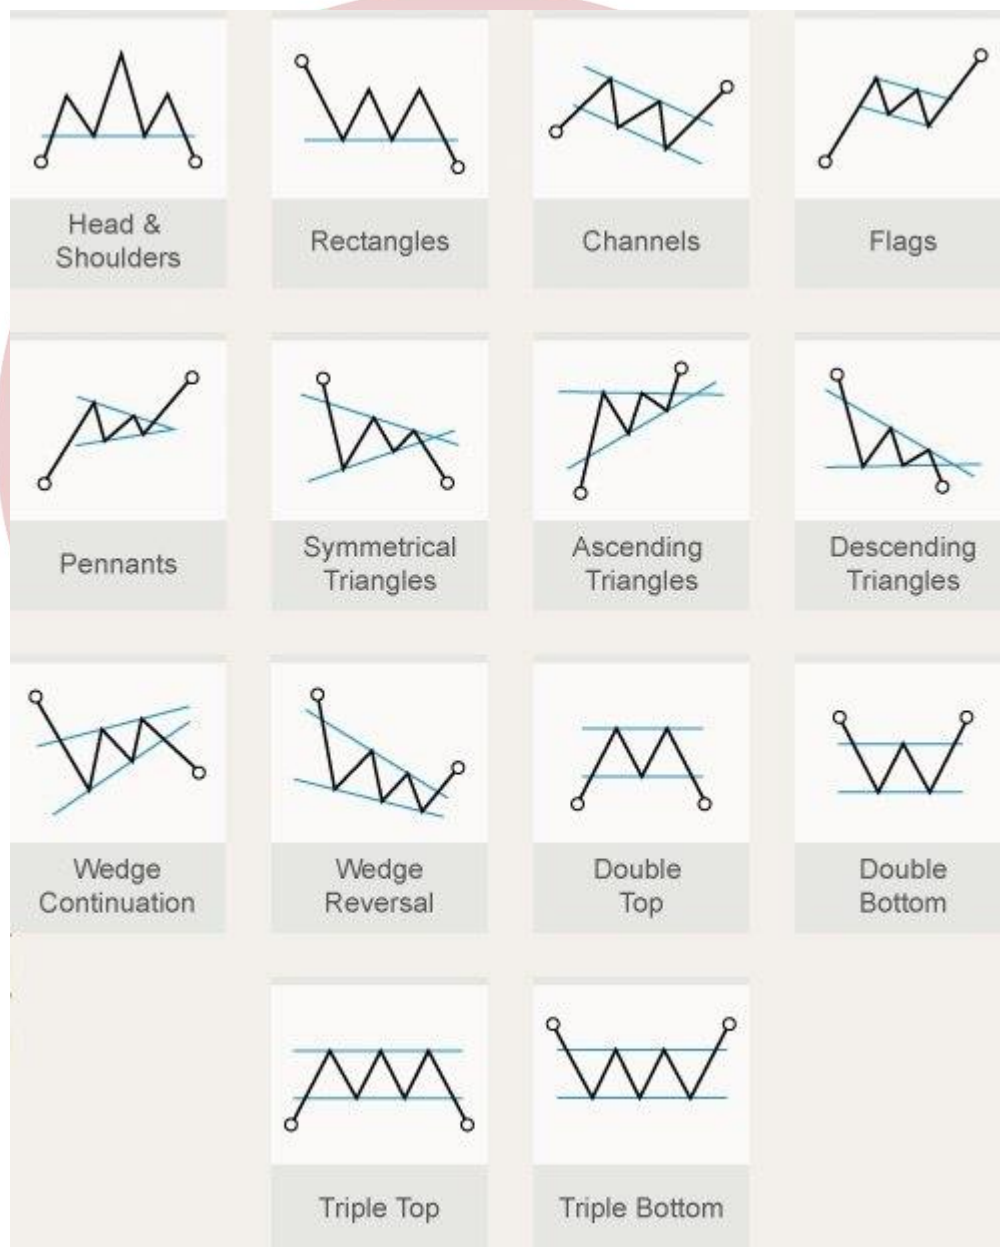 Head &
Shoulders
Rectangles
Channels
Flags
Pennants
Symmetrical
Triangles
Ascending
Triangles
Descending
Triangles
Wedge
Continuation
Wedge
Reversal
Double
Top
Double
Bottom
Triple Top
Triple Bottom